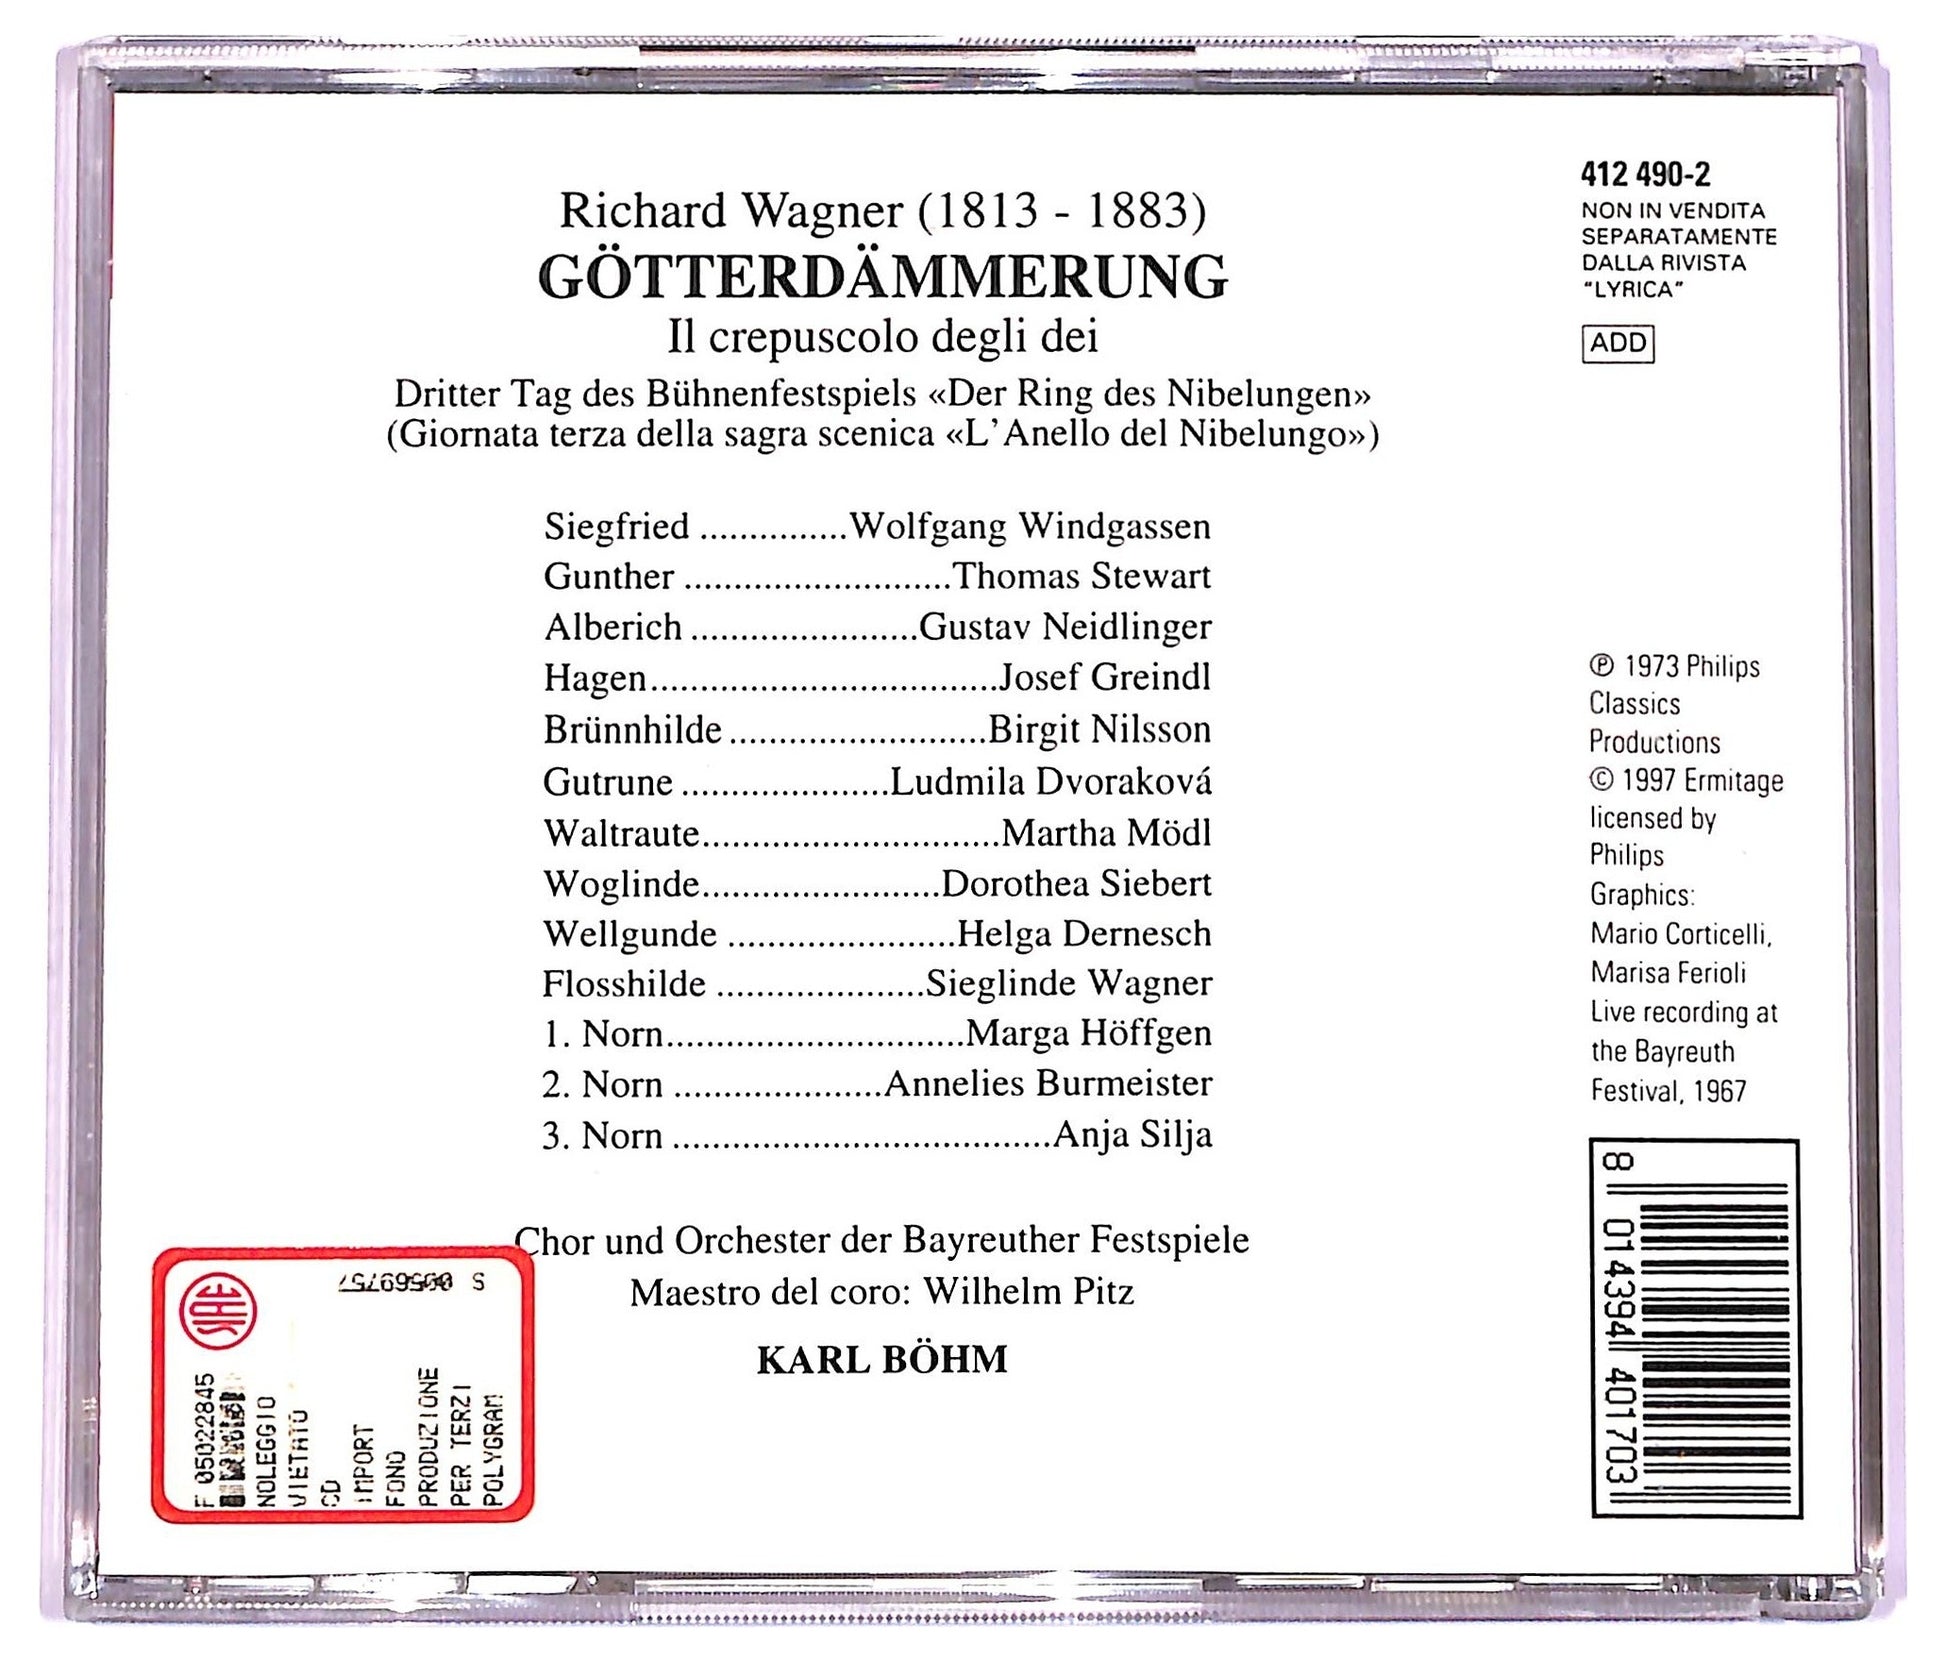 Richard Wagner (1813 - 1883)
GÖTTERDÄMMERUNG
Il crepuscolo degli dei
Dritter Tag des Bühnenfestspiels «Der Ring des Nibelungen»
(Giornata terza della sagra scenica «L'Anello del Nibelungo»)
Siegfried ...............Wolfgang Windgassen
Gunther ...........................Thomas Stewart
Alberich .......................Gustav Neidlinger
Hagen...................................Josef Greindl
Brünnhilde ..........................Birgit Nilsson
Gutrune .....................Ludmila Dvoraková
Waltraute..............................Martha Mödl
Woglinde........................Dorothea Siebert
Wellgunde .......................Helga Dernesch
Flosshilde .....................Sieglinde Wagner
1. Norn..............................Marga Höffgen
2. Norn .....................Annelies Burmeister
3. Norn ......................................Anja Silja
Chor und Orchester der Bayreuther Festspiele
Maestro del coro: Wilhelm Pitz
KARL BÖHM
412 490-2
NON IN VENDITA
SEPARATAMENTE
DALLA RIVISTA
"LYRICA"
ADD
℗ 1973 Philips
Classics
Productions
© 1997 Ermitage
licensed by
Philips
Graphics:
Mario Corticelli,
Marisa Ferioli
Live recording at
the Bayreuth
Festival, 1967
8 014394 401703
F 05022845
NOLEGGIO
VIETATO
CD
IMPORT
FONO
PRODUZIONE
PER TERZI
POLYGRAM